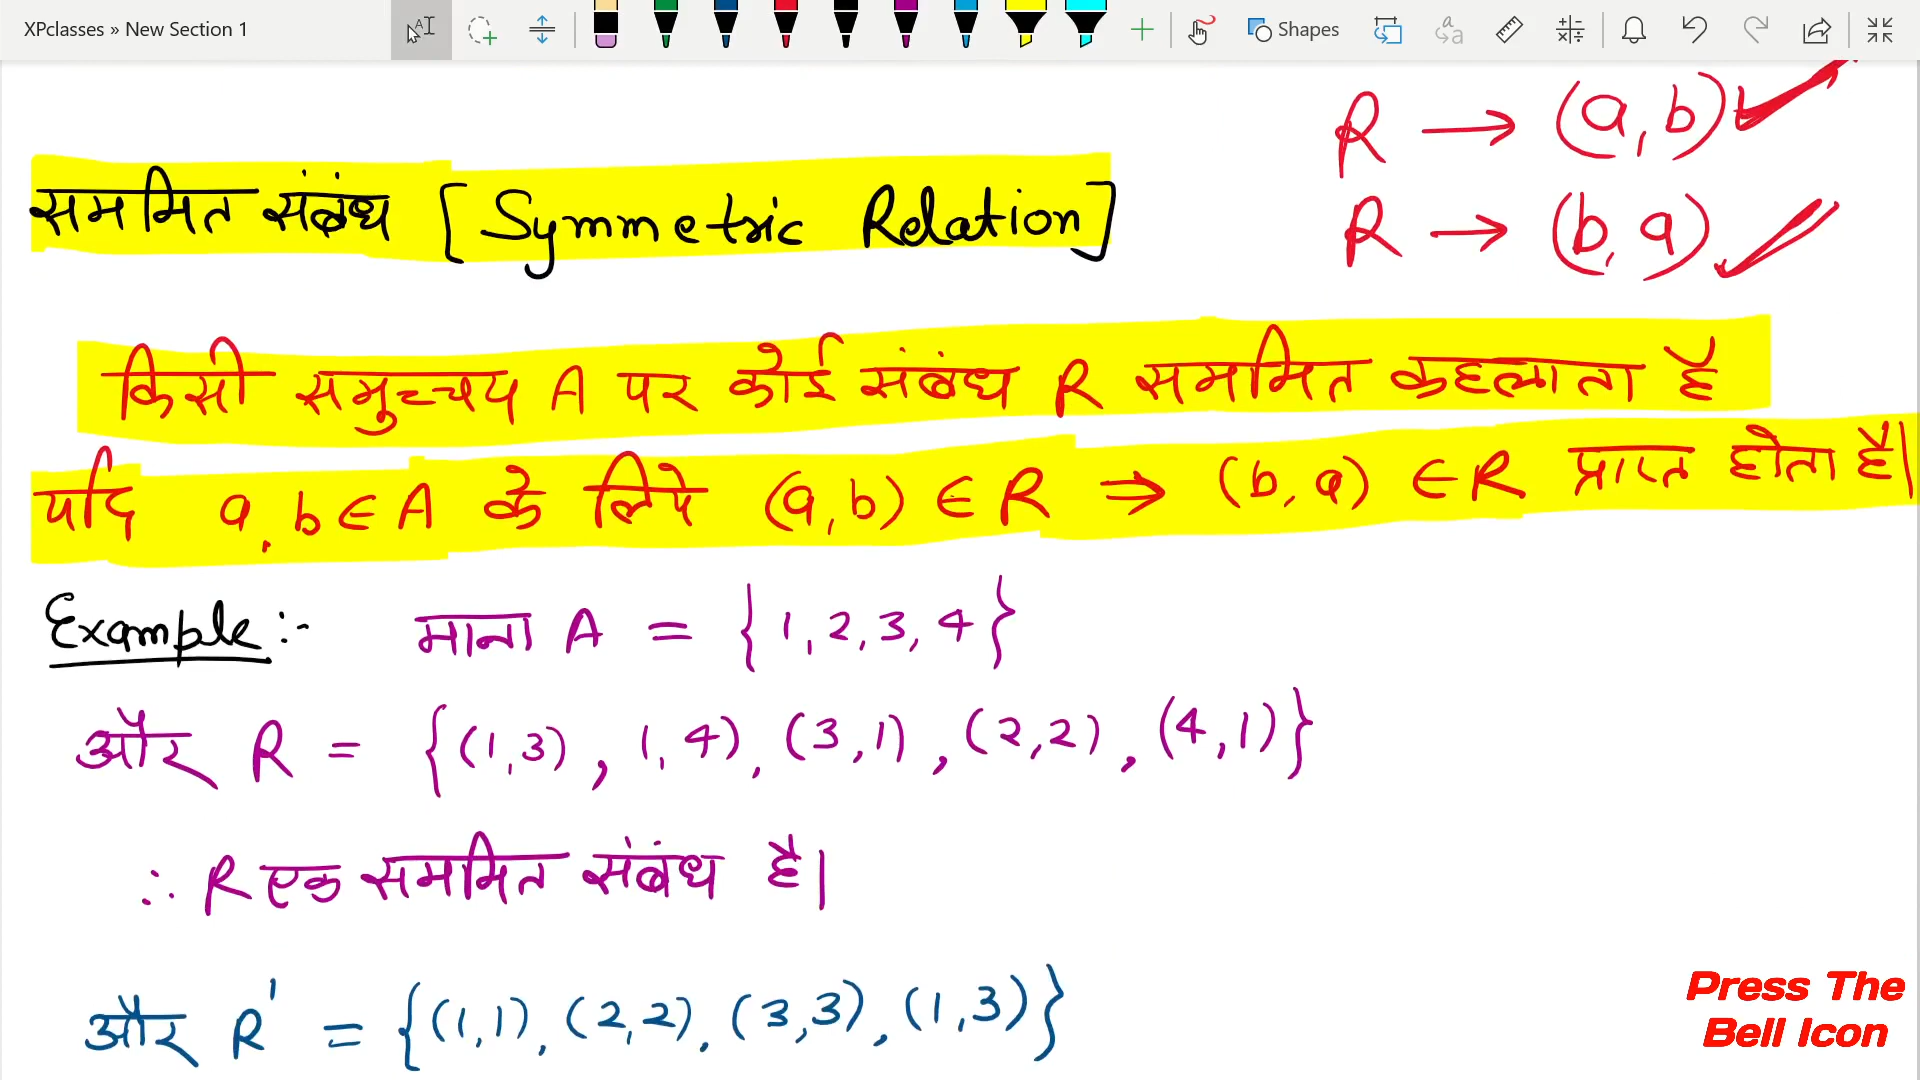 XPclasses » New Section 1
Shapes
R → (a, b)
R → (b, a)
सममित संबंध [Symmetric Relation]
किसी समुच्चय A पर कोई संबंध R सममित कहलाता है
यदि a, b ∈ A के लिये (a, b) ∈ R ⇒ (b, a) ∈ R प्राप्त होता है।
Example :- माना A = {1, 2, 3, 4}
और R = {(1,3), 1, 4), (3,1), (2,2), (4,1)}
∴ R एक सममित संबंध है।
और R' = {(1,1), (2,2), (3,3), (1,3)}
Press The
Bell Icon